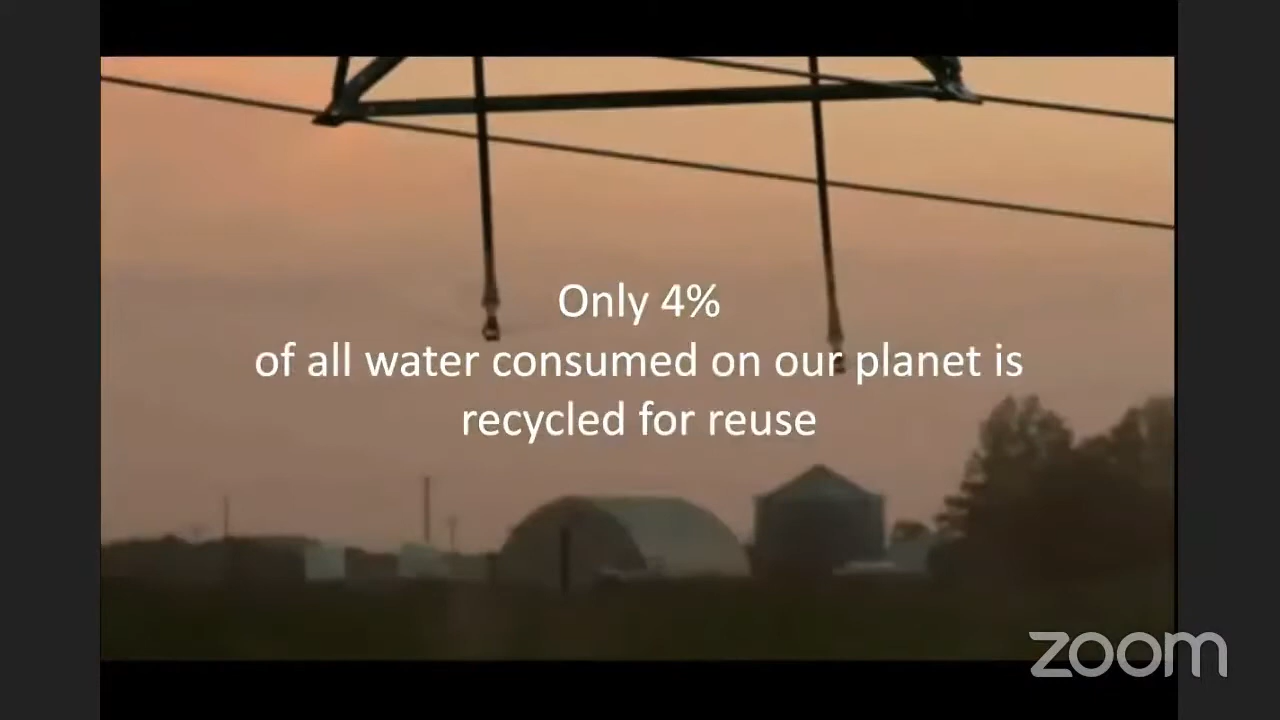 Only 4%
of all water consumed on our planet is
recycled for reuse
zoom